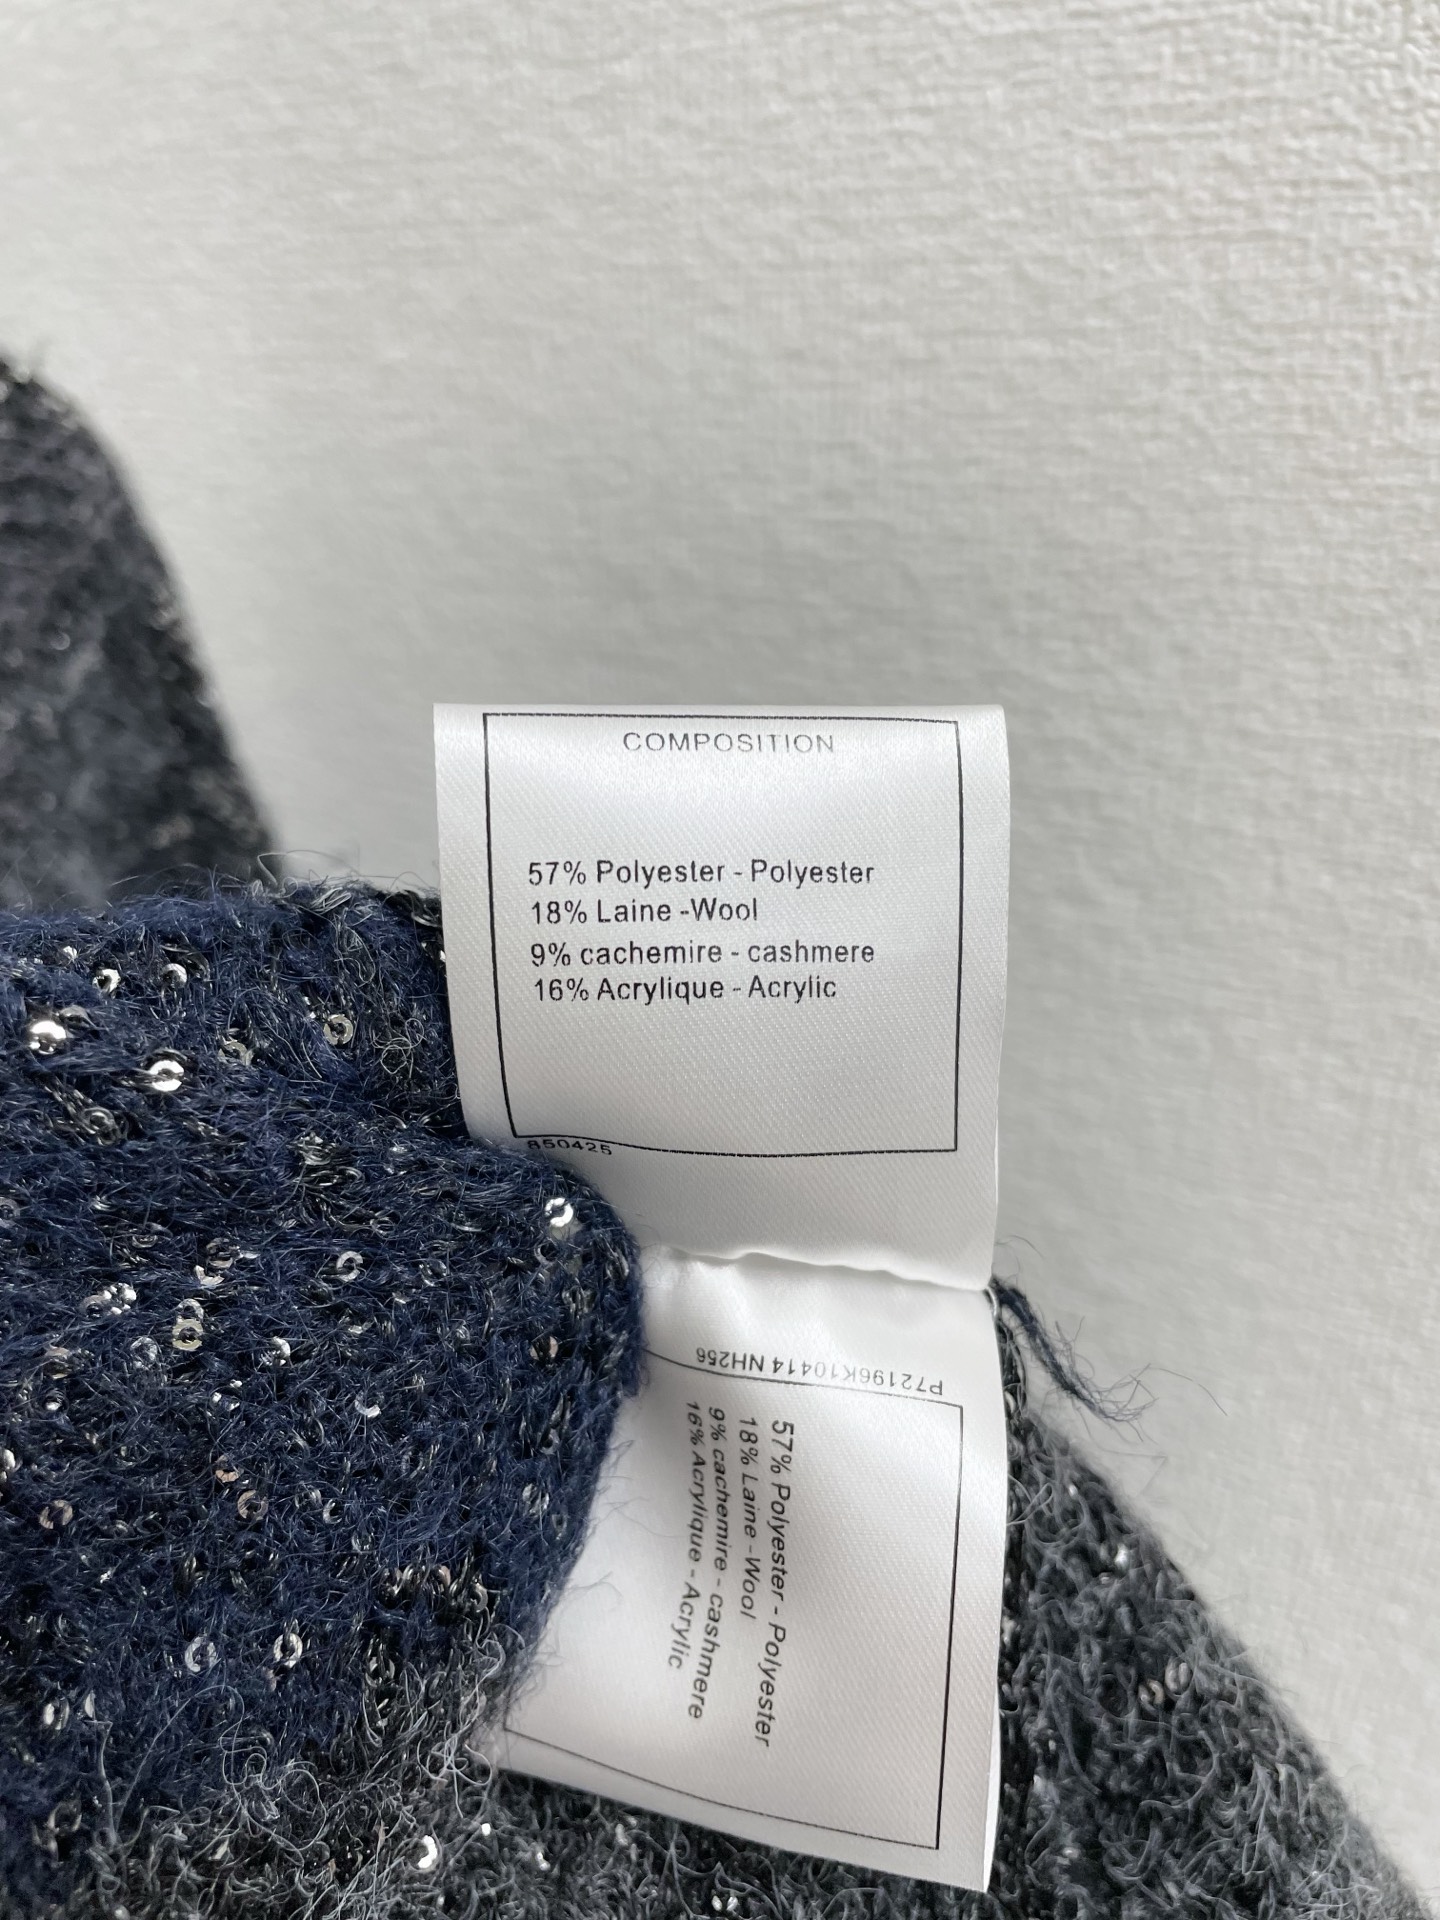 COMPOSITION
57% Polyester - Polyester
18% Laine -Wool
9% cachemire - cashmere
16% Acrylique - Acrylic
850425
P72196K10414 NH256
57% Polyester - Polyester
18% Laine -Wool
9% cachemire - cashmere
16% Acrylique - Acrylic